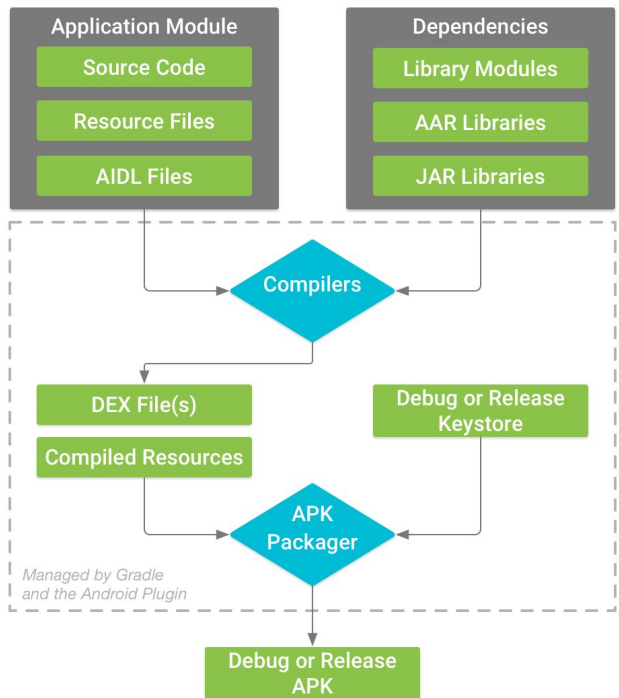 Application Module
Source Code
Resource Files
AIDL Files
Dependencies
Library Modules
AAR Libraries
JAR Libraries
Compilers
DEX File(s)
Compiled Resources
Debug or Release
Keystore
APK
Packager
Managed by Gradle
and the Android Plugin
Debug or Release
APK